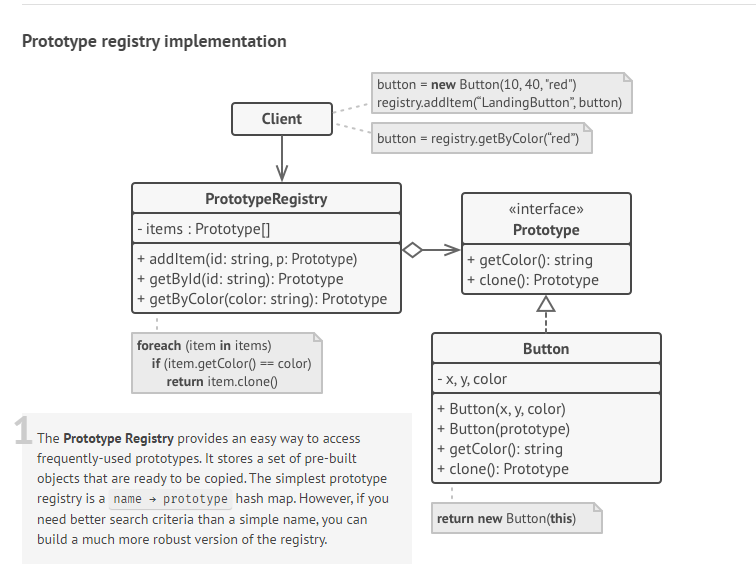 Prototype registry implementation
button = new Button(10, 40, "red")
registry.addItem(“LandingButton”, button)
Client
button = registry.getByColor(“red”)
PrototypeRegistry
- items : Prototype[]
+ addItem(id: string, p: Prototype)
+ getById(id: string): Prototype
+ getByColor(color: string): Prototype
«interface»
Prototype
+ getColor(): string
+ clone(): Prototype
foreach (item in items)
if (item.getColor() == color)
return item.clone()
Button
- x, y, color
+ Button(x, y, color)
+ Button(prototype)
+ getColor(): string
+ clone(): Prototype
return new Button(this)
1
The Prototype Registry provides an easy way to access
frequently-used prototypes. It stores a set of pre-built
objects that are ready to be copied. The simplest prototype
registry is a name → prototype hash map. However, if you
need better search criteria than a simple name, you can
build a much more robust version of the registry.